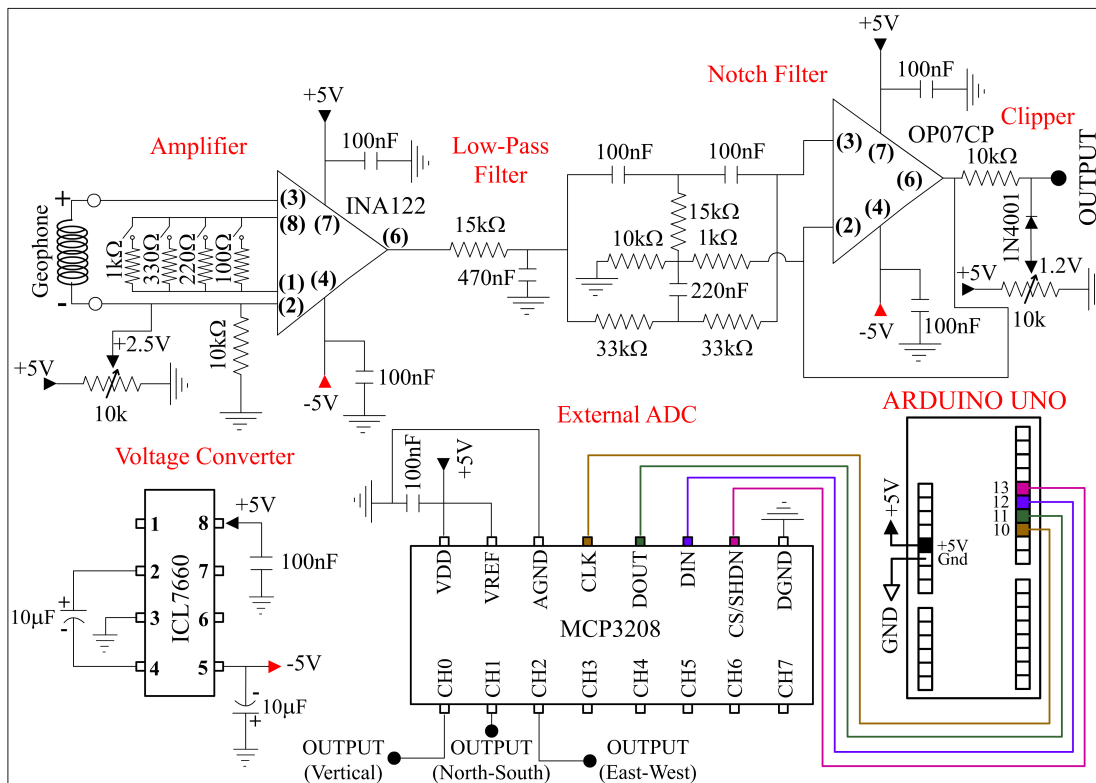 Amplifier
+5V
100nF
Geophone
+
-
1kΩ
330Ω
220Ω
100Ω
(3)
(8)
(7)
(1)
(4)
(2)
(6)
INA122
+2.5V
+5V
10k
10kΩ
-5V
100nF
Low-Pass
Filter
15kΩ
470nF
Notch Filter
100nF
100nF
15kΩ
10kΩ
1kΩ
220nF
33kΩ
33kΩ
+5V
100nF
OP07CP
(3)
(7)
(6)
(4)
(2)
-5V
100nF
Clipper
10kΩ
OUTPUT
1N4001
+5V
1.2V
10k
Voltage Converter
ICL7660
1
2
3
4
8
7
6
5
+5V
100nF
10µF
+
-
-5V
10µF
-
+
External ADC
100nF
+5V
VDD
VREF
AGND
CLK
DOUT
DIN
CS/SHDN
DGND
MCP3208
CH0
CH1
CH2
CH3
CH4
CH5
CH6
CH7
OUTPUT
(Vertical)
OUTPUT
(North-South)
OUTPUT
(East-West)
ARDUINO UNO
13
12
11
10
+5V
+5V
Gnd
GND